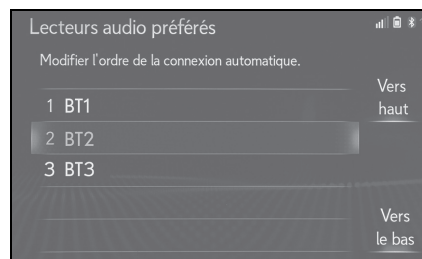 Lecteurs audio préférés
Modifier l'ordre de la connexion automatique.
1 BT1
2 BT2
3 BT3
Vers
haut
Vers
le bas